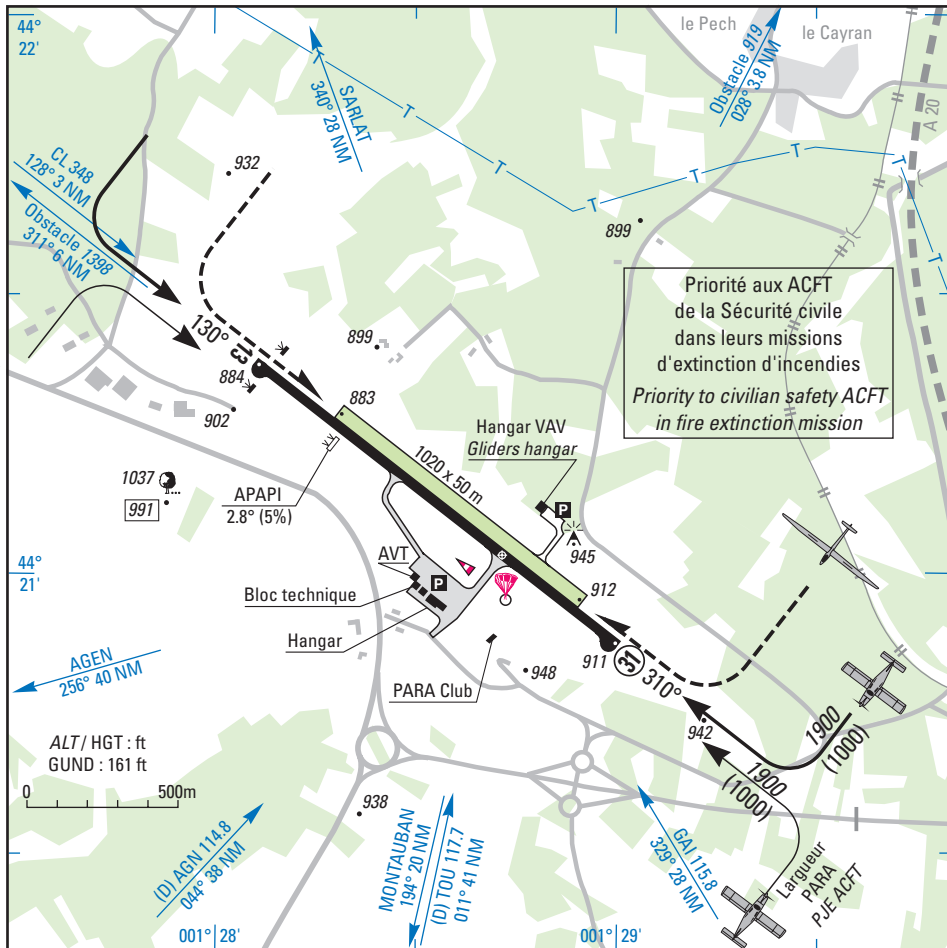 44°
22'
le Pech
le Cayran
Obstacle 919
028° 3.8 NM
A 20
SARLAT
340° 28 NM
T
T
T
T
T
T
T
932
CL 348
128° 3 NM
Obstacle 1398
311° 6 NM
899
Priorité aux ACFT
de la Sécurité civile
dans leurs missions
d'extinction d'incendies
Priority to civilian safety ACFT
in fire extinction mission
130°
13
899
884
883
902
Hangar VAV
Gliders hangar
1020 x 50 m
1037
991
APAPI
2.8° (5%)
P
945
44°
21'
AVT
P
Bloc technique
912
Hangar
911
31
310°
AGEN
256° 40 NM
PARA Club
948
942
1900
(1000)
1900
(1000)
ALT / HGT : ft
GUND : 161 ft
0
500m
938
(D) AGN 114.8
044° 38 NM
MONTAUBAN
194° 20 NM
(D) TOU 117.7
011° 41 NM
GAI 115.8
329° 28 NM
Largueur
PARA
PJE ACFT
001°
28'
001°
29'